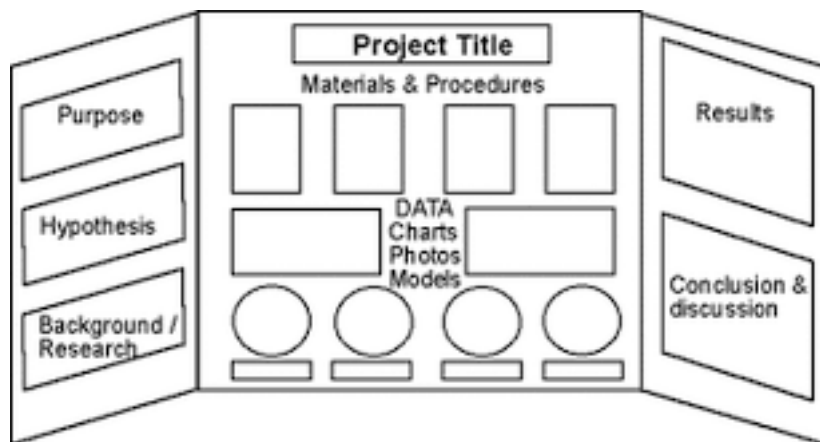 Project Title
Materials & Procedures
Purpose
Hypothesis
Background /
Research
DATA
Charts
Photos
Models
Results
Conclusion &
discussion